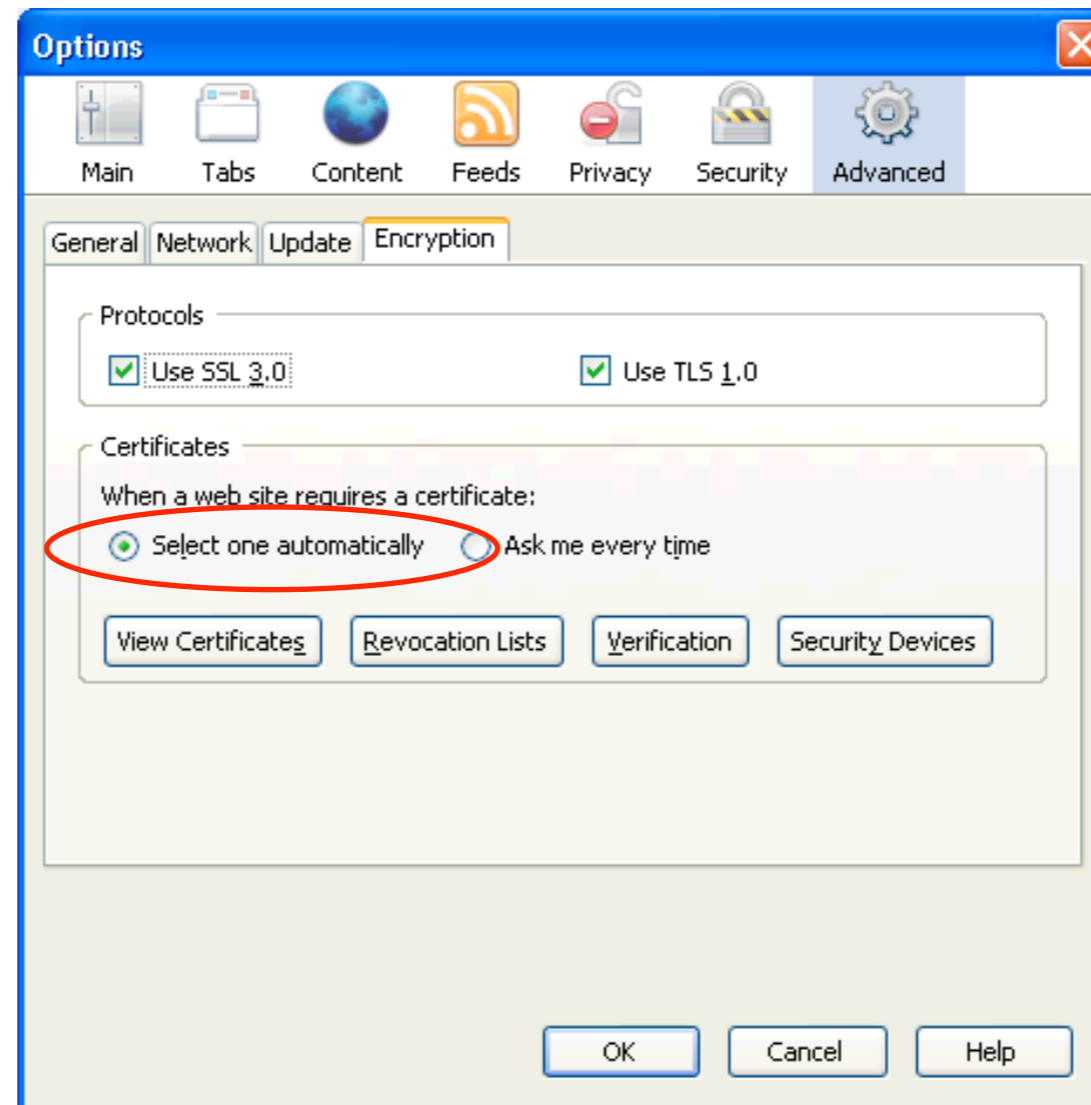 Options
Main Tabs Content Feeds Privacy Security Advanced
General Network Update Encryption
Protocols
Use SSL 3.0 Use TLS 1.0
Certificates
When a web site requires a certificate:
Select one automatically Ask me every time
View Certificates Revocation Lists Verification Security Devices
OK Cancel Help